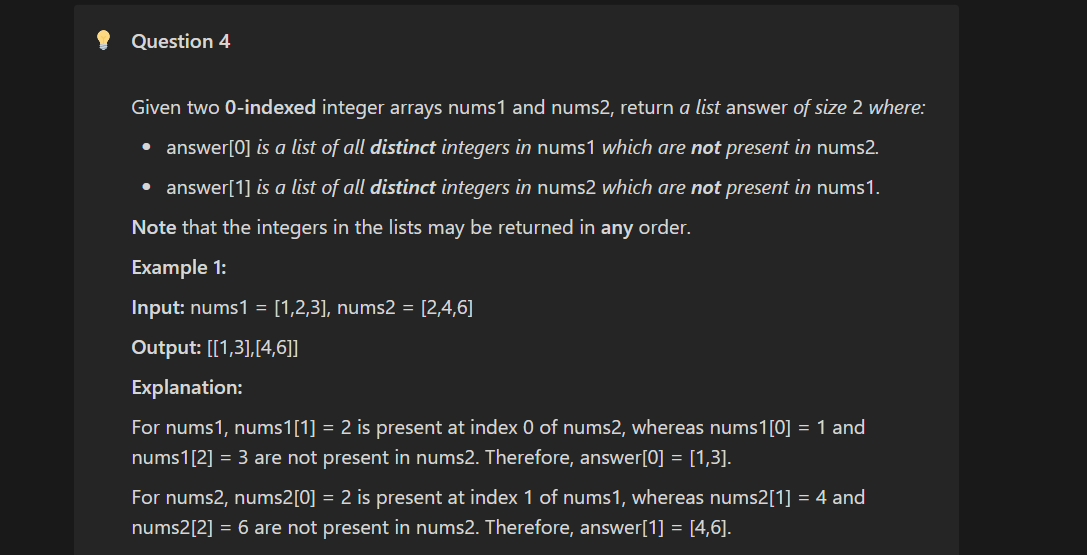 Question 4
Given two 0-indexed integer arrays nums1 and nums2, return a list answer of size 2 where:
• answer[0] is a list of all distinct integers in nums1 which are not present in nums2.
• answer[1] is a list of all distinct integers in nums2 which are not present in nums1.
Note that the integers in the lists may be returned in any order.
Example 1:
Input: nums1 = [1,2,3], nums2 = [2,4,6]
Output: [[1,3],[4,6]]
Explanation:
For nums1, nums1[1] = 2 is present at index 0 of nums2, whereas nums1[0] = 1 and
nums1[2] = 3 are not present in nums2. Therefore, answer[0] = [1,3].
For nums2, nums2[0] = 2 is present at index 1 of nums1, whereas nums2[1] = 4 and
nums2[2] = 6 are not present in nums2. Therefore, answer[1] = [4,6].